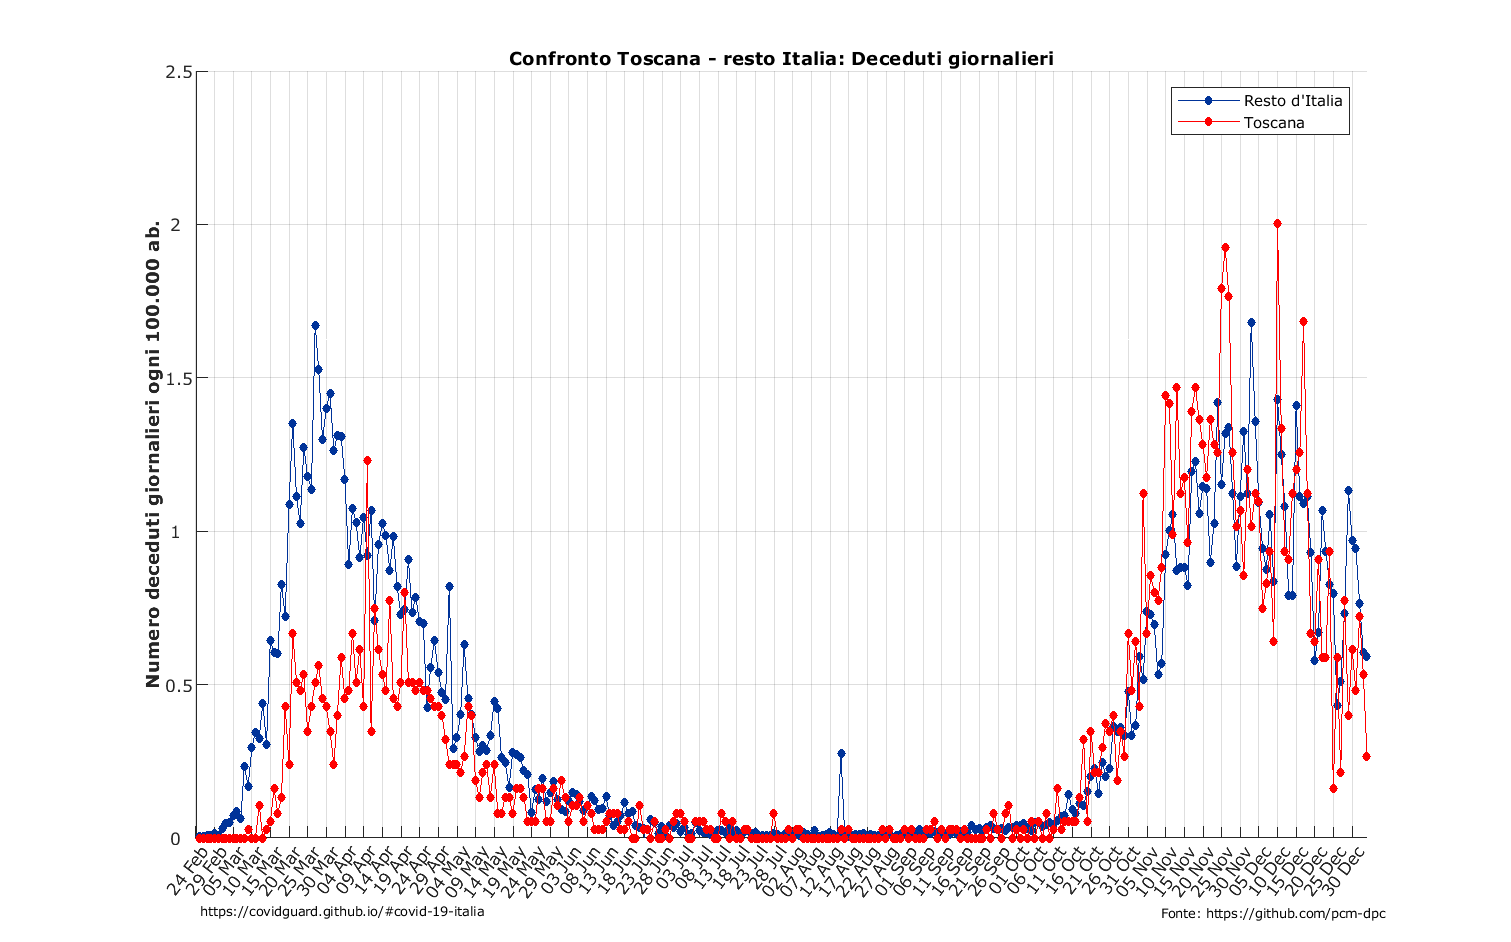 Confronto Toscana - resto Italia: Deceduti giornalieri
Numero deceduti giornalieri ogni 100.000 ab.
2.5
2
1.5
1
0.5
0
Resto d'Italia
Toscana
24 Feb
29 Feb
05 Mar
10 Mar
15 Mar
20 Mar
25 Mar
30 Mar
04 Apr
09 Apr
14 Apr
19 Apr
24 Apr
29 Apr
04 May
09 May
14 May
19 May
24 May
29 May
03 Jun
08 Jun
13 Jun
18 Jun
23 Jun
28 Jun
03 Jul
08 Jul
13 Jul
18 Jul
23 Jul
28 Jul
02 Aug
07 Aug
12 Aug
17 Aug
22 Aug
27 Aug
01 Sep
06 Sep
11 Sep
16 Sep
21 Sep
26 Sep
01 Oct
06 Oct
11 Oct
16 Oct
21 Oct
26 Oct
31 Oct
05 Nov
10 Nov
15 Nov
20 Nov
25 Nov
30 Nov
05 Dec
10 Dec
15 Dec
20 Dec
25 Dec
30 Dec
https://covidguard.github.io/#covid-19-italia
Fonte: https://github.com/pcm-dpc